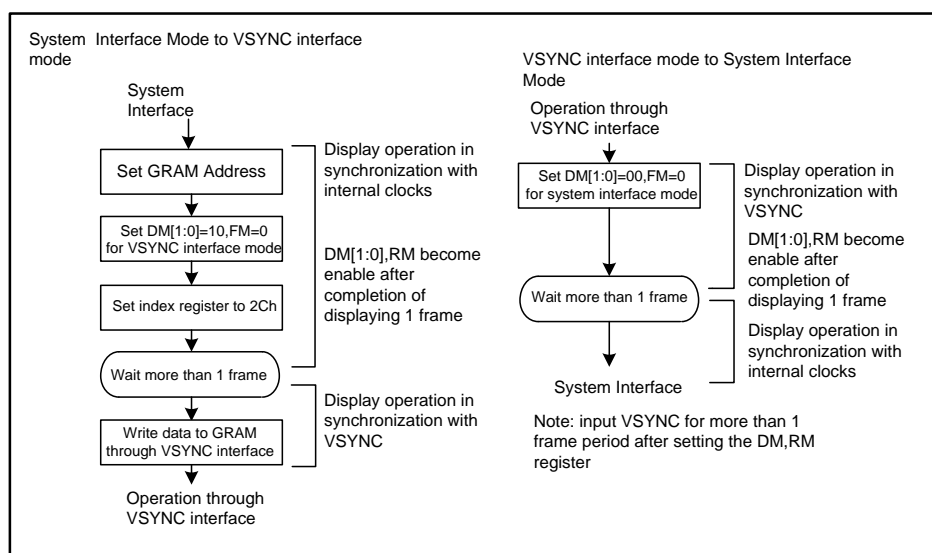 System Interface Mode to VSYNC interface
mode
System
Interface
Set GRAM Address
Set DM[1:0]=10,FM=0
for VSYNC interface mode
Set index register to 2Ch
Wait more than 1 frame
Write data to GRAM
through VSYNC interface
Operation through
VSYNC interface
Display operation in
synchronization with
internal clocks
DM[1:0],RM become
enable after
completion of
displaying 1 frame
Display operation in
synchronization with
VSYNC
VSYNC interface mode to System Interface
Mode
Operation through
VSYNC interface
Set DM[1:0]=00,FM=0
for system interface mode
Wait more than 1 frame
System Interface
Display operation in
synchronization with
VSYNC
DM[1:0],RM become
enable after
completion of
displaying 1 frame
Display operation in
synchronization with
internal clocks
Note: input VSYNC for more than 1
frame period after setting the DM,RM
register